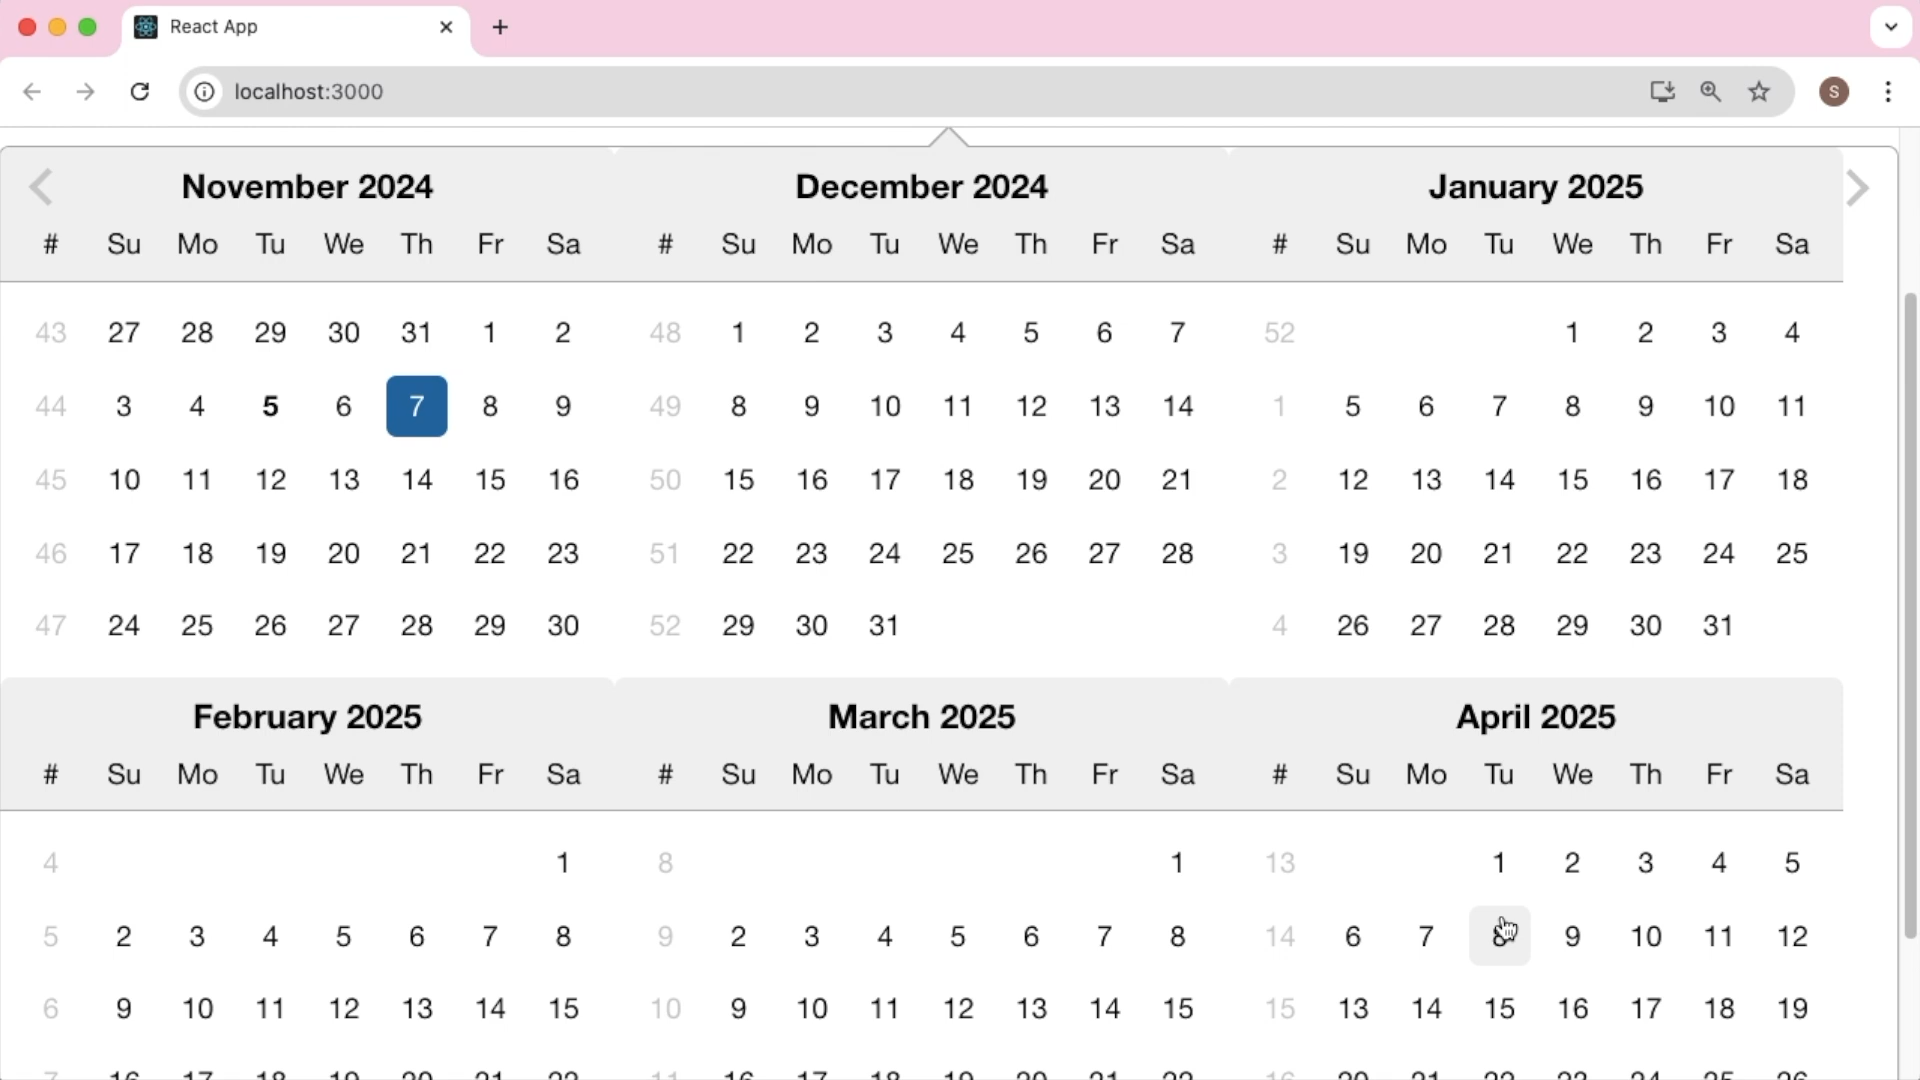 React App
localhost:3000
S
November 2024 December 2024 January 2025
# Su Mo Tu We Th Fr Sa # Su Mo Tu We Th Fr Sa # Su Mo Tu We Th Fr Sa
43 27 28 29 30 31 1 2 48 1 2 3 4 5 6 7 52 1 2 3 4
44 3 4 5 6 7 8 9 49 8 9 10 11 12 13 14 1 5 6 7 8 9 10 11
45 10 11 12 13 14 15 16 50 15 16 17 18 19 20 21 2 12 13 14 15 16 17 18
46 17 18 19 20 21 22 23 51 22 23 24 25 26 27 28 3 19 20 21 22 23 24 25
47 24 25 26 27 28 29 30 52 29 30 31 4 26 27 28 29 30 31
February 2025 March 2025 April 2025
# Su Mo Tu We Th Fr Sa # Su Mo Tu We Th Fr Sa # Su Mo Tu We Th Fr Sa
4 1 8 1 13 1 2 3 4 5
5 2 3 4 5 6 7 8 9 2 3 4 5 6 7 8 14 6 7 8 9 10 11 12
6 9 10 11 12 13 14 15 10 9 10 11 12 13 14 15 15 13 14 15 16 17 18 19